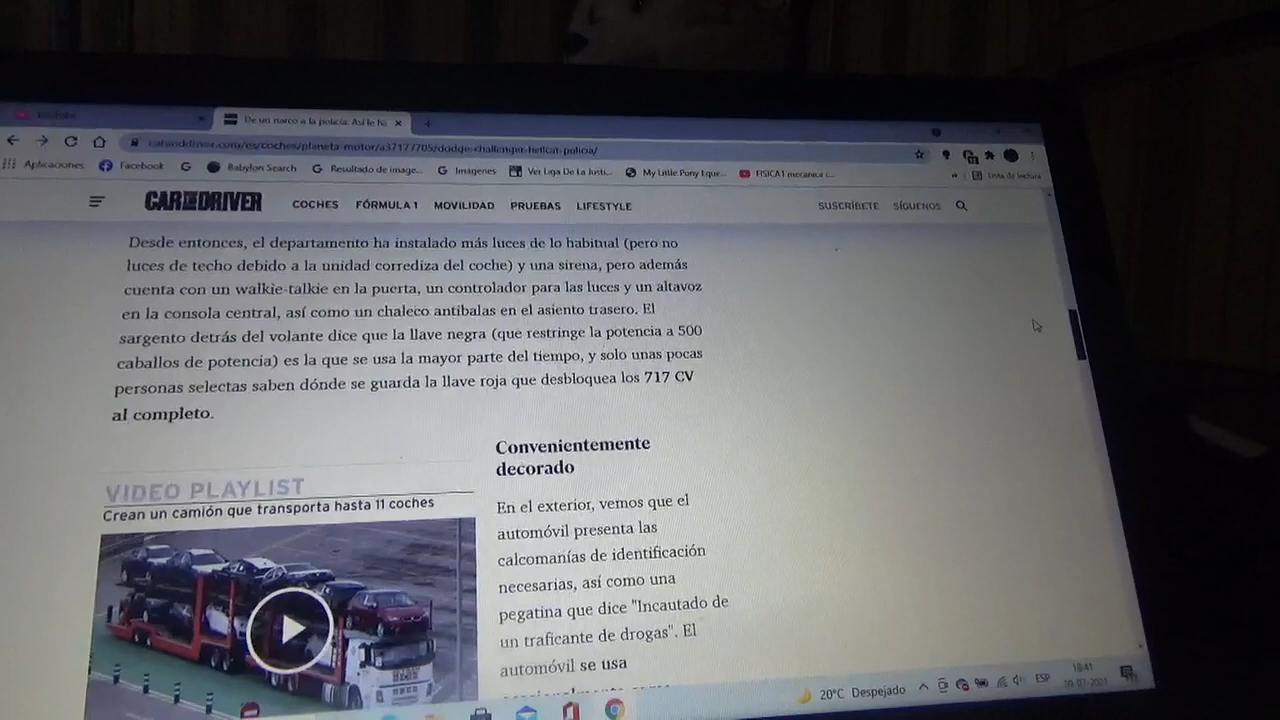 YouTube
De un narco a la policía: Así le ha
caranddriver.com/es/coches/planeta-motor/a37177705/dodge-challenger-hellcat-policia/
Aplicaciones
Facebook
Babylon Search
Resultado de image...
Imágenes
Ver Liga De La Justi...
My Little Pony Eque...
FISICA1 mecanica c...
Lista de lectura
CAR AND DRIVER
COCHES FÓRMULA 1 MOVILIDAD PRUEBAS LIFESTYLE
SUSCRÍBETE SÍGUENOS
Desde entonces, el departamento ha instalado más luces de lo habitual (pero no
luces de techo debido a la unidad corrediza del coche) y una sirena, pero además
cuenta con un walkie-talkie en la puerta, un controlador para las luces y un altavoz
en la consola central, así como un chaleco antibalas en el asiento trasero. El
sargento detrás del volante dice que la llave negra (que restringe la potencia a 500
caballos de potencia) es la que se usa la mayor parte del tiempo, y solo unas pocas
personas selectas saben dónde se guarda la llave roja que desbloquea los 717 CV
al completo.
VIDEO PLAYLIST
Crean un camión que transporta hasta 11 coches
Convenientemente
decorado
En el exterior, vemos que el
automóvil presenta las
calcomanías de identificación
necesarias, así como una
pegatina que dice "Incautado de
un traficante de drogas". El
automóvil se usa
20°C Despejado
ESP
18:41